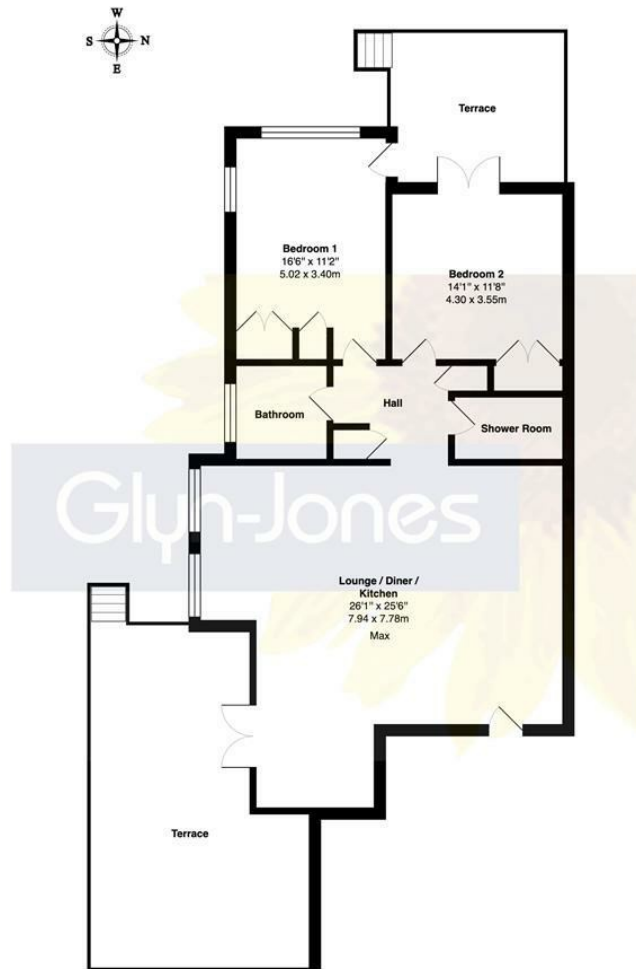 W
S N
E
Terrace
Bedroom 1
16'6" x 11'2"
5.02 x 3.40m
Bedroom 2
14'1" x 11'8"
4.30 x 3.55m
Bathroom
Hall
Shower Room
Glyn-Jones
Lounge / Diner /
Kitchen
26'1" x 25'6"
7.94 x 7.78m
Max
Terrace